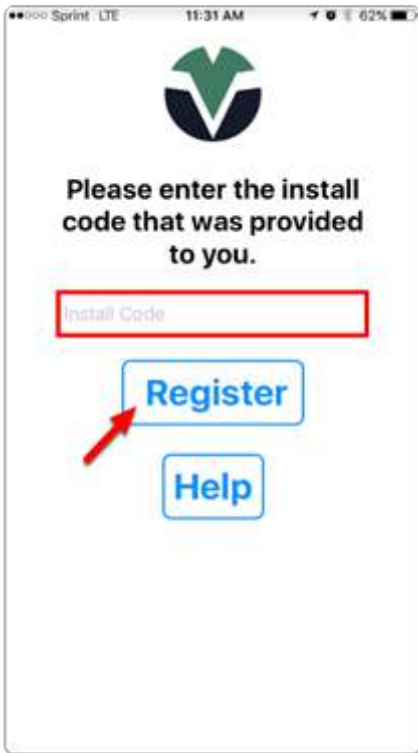 Sprint LTE 11:31 AM 62%
Please enter the install
code that was provided
to you.
Install Code
Register
Help